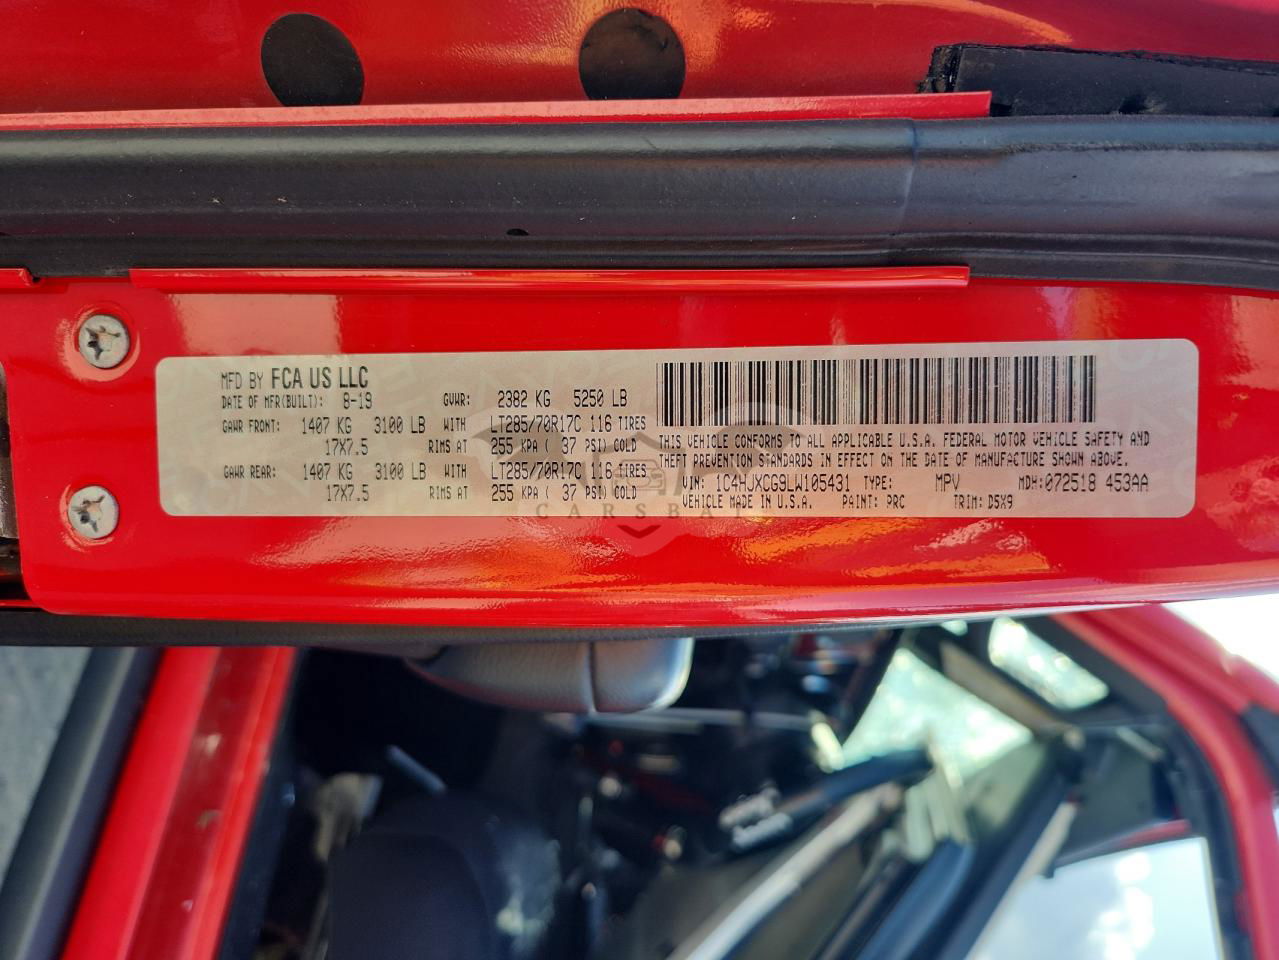 MFD BY FCA US LLC
DATE OF MFR(BUILT): 8-19 GVWR: 2382 KG 5250 LB
GAWR FRONT: 1407 KG 3100 LB WITH LT285/70R17C 116 TIRES
17X7.5 RIMS AT 255 KPA ( 37 PSI) COLD
GAWR REAR: 1407 KG 3100 LB WITH LT285/70R17C 116 TIRES
17X7.5 RIMS AT 255 KPA ( 37 PSI) COLD
THIS VEHICLE CONFORMS TO ALL APPLICABLE U.S.A. FEDERAL MOTOR VEHICLE SAFETY AND
THEFT PREVENTION STANDARDS IN EFFECT ON THE DATE OF MANUFACTURE SHOWN ABOVE.
VIN: 1C4HJXCG9LW105431 TYPE: MPV MDH:072518 453AA
VEHICLE MADE IN U.S.A. PAINT: PRC TRIM: D5X9